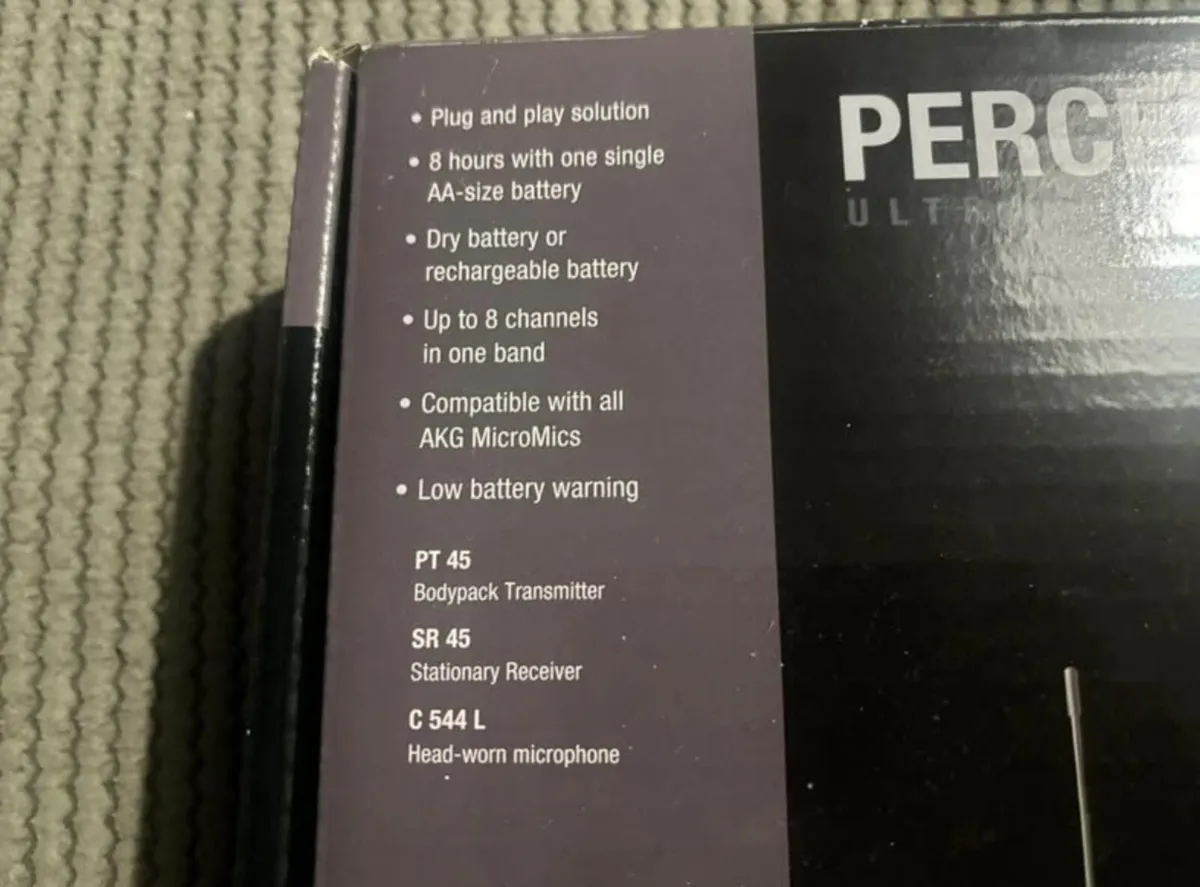 • Plug and play solution
• 8 hours with one single
AA-size battery
• Dry battery or
rechargeable battery
• Up to 8 channels
in one band
• Compatible with all
AKG MicroMics
• Low battery warning
PT 45
Bodypack Transmitter
SR 45
Stationary Receiver
C 544 L
Head-worn microphone
PERC
ULT